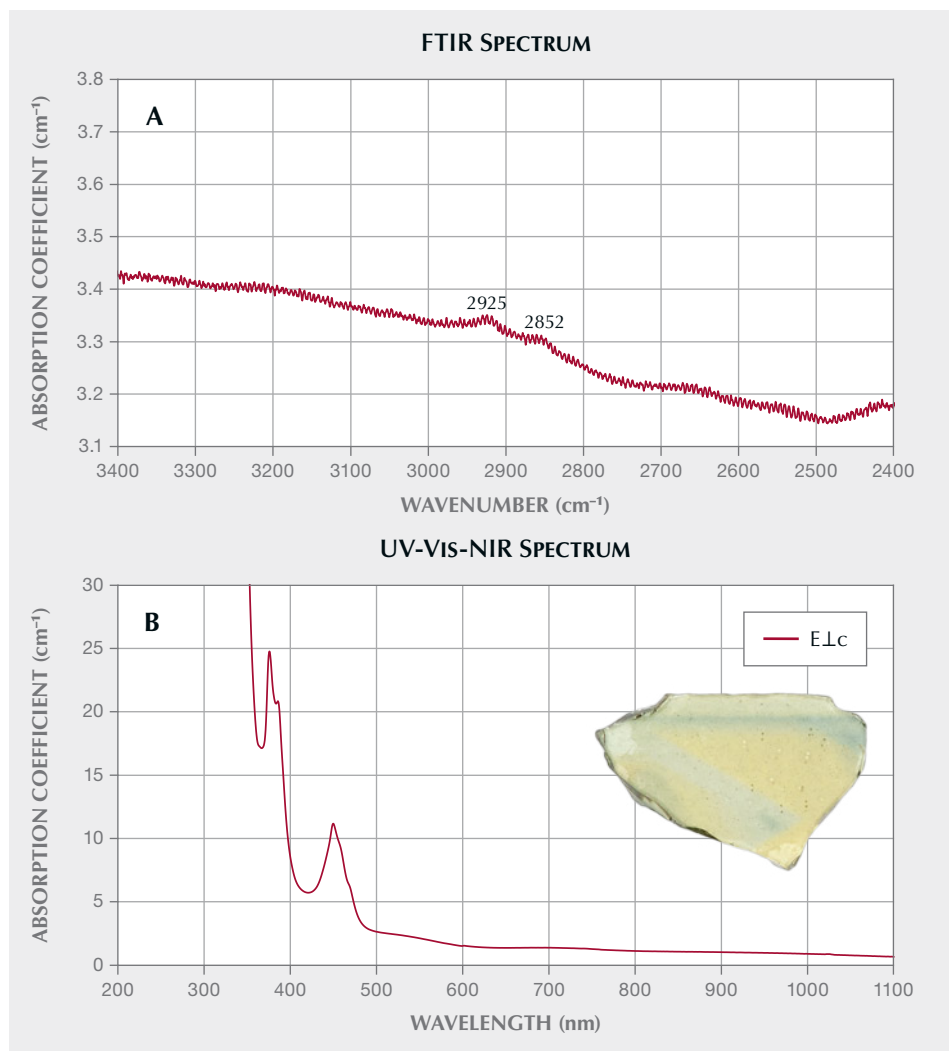 FTIR SPECTRUM
A
ABSORPTION COEFFICIENT (cm⁻¹)
3.8
3.7
3.6
3.5
3.4
3.3
3.2
3.1
2925
2852
3400 3300 3200 3100 3000 2900 2800 2700 2600 2500 2400
WAVENUMBER (cm⁻¹)
UV-VIS-NIR SPECTRUM
B
ABSORPTION COEFFICIENT (cm⁻¹)
30
25
20
15
10
5
0
E⊥c
200 300 400 500 600 700 800 900 1000 1100
WAVELENGTH (nm)